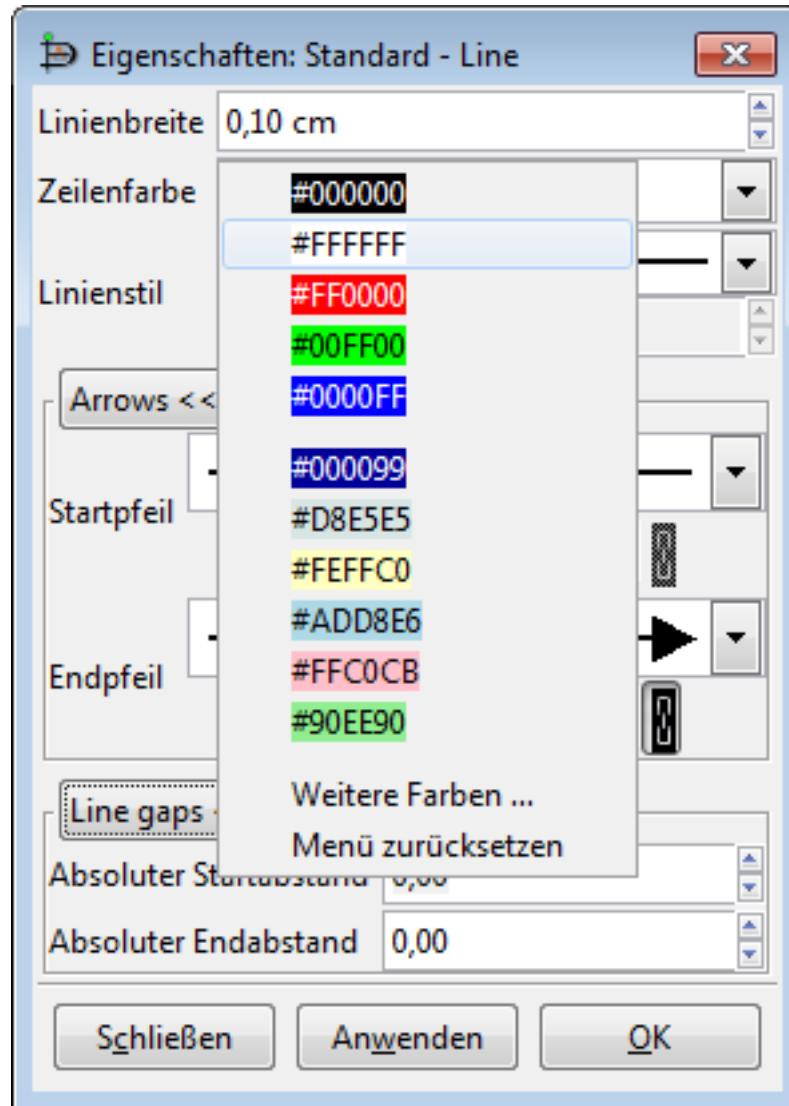 Eigenschaften: Standard - Line
Linienbreite 0,10 cm
Zeilenfarbe
#000000
#FFFFFF
Linienstil
#FF0000
#00FF00
#0000FF
Arrows <<
#000099
Startpfeil
#D8E5E5
#FEFFC0
#ADD8E6
Endpfeil
#FFC0CB
#90EE90
Weitere Farben ...
Line gaps
Menü zurücksetzen
Absoluter Startabstand 0,00
Absoluter Endabstand 0,00
Schließen Anwenden OK